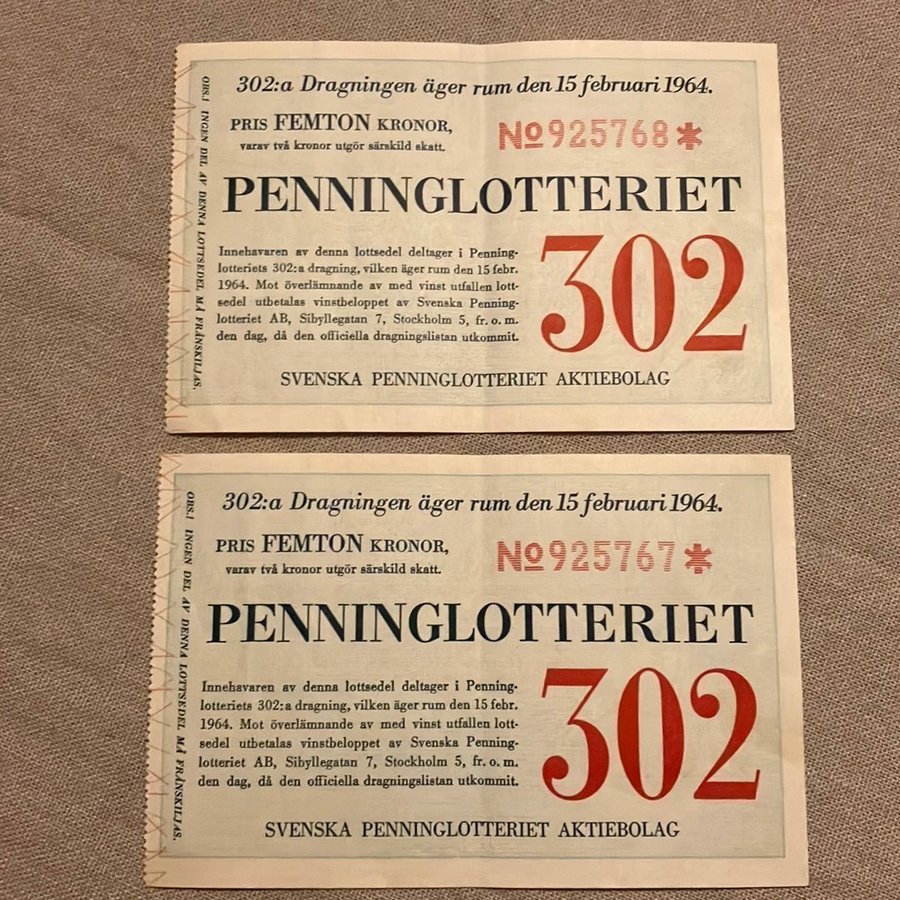 302:a Dragningen äger rum den 15 februari 1964.
PRIS FEMTON KRONOR,
varav två kronor utgör särskild skatt.
No 925768 *
PENNINGLOTTERIET
Innehavaren av denna lottsedel deltager i Penning-
lotteriets 302:a dragning, vilken äger rum den 15 febr.
1964. Mot överlämnande av med vinst utfallen lott-
sedel utbetalas vinstbeloppet av Svenska Penning-
lotteriet AB, Sibyllegatan 7, Stockholm 5, fr. o. m.
den dag, då den officiella dragningslistan utkommit.
302
SVENSKA PENNINGLOTTERIET AKTIEBOLAG
OBS.! INGEN DEL AV DENNA LOTTSEDEL MÅ FRÅNSKILJAS.
302:a Dragningen äger rum den 15 februari 1964.
PRIS FEMTON KRONOR,
varav två kronor utgör särskild skatt.
No 925767 *
PENNINGLOTTERIET
Innehavaren av denna lottsedel deltager i Penning-
lotteriets 302:a dragning, vilken äger rum den 15 febr.
1964. Mot överlämnande av med vinst utfallen lott-
sedel utbetalas vinstbeloppet av Svenska Penning-
lotteriet AB, Sibyllegatan 7, Stockholm 5, fr. o. m.
den dag, då den officiella dragningslistan utkommit.
302
SVENSKA PENNINGLOTTERIET AKTIEBOLAG
OBS.! INGEN DEL AV DENNA LOTTSEDEL MÅ FRÅNSKILJAS.